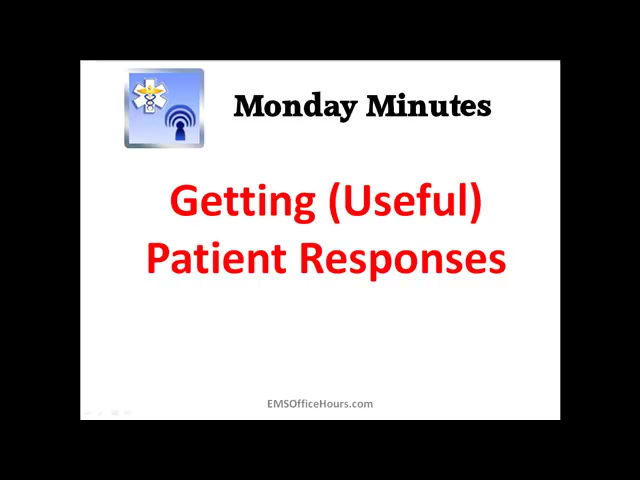 Monday Minutes
Getting (Useful)
Patient Responses
EMSOfficeHours.com